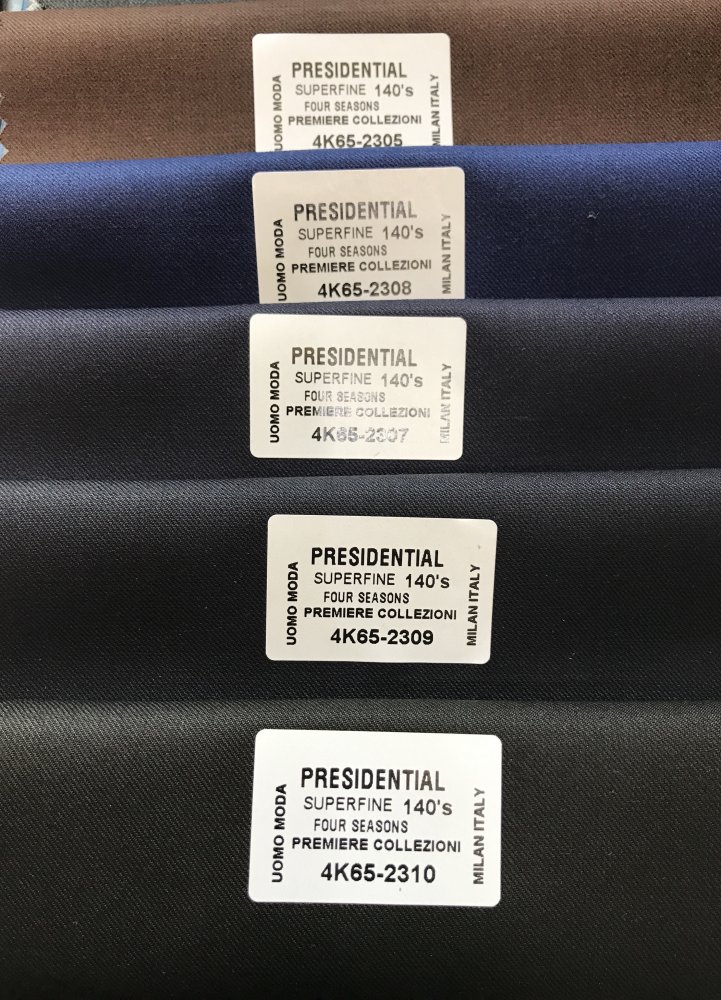 UOMO MODA
PRESIDENTIAL
SUPERFINE 140's
FOUR SEASONS
PREMIERE COLLEZIONI
4K65-2305
MILAN ITALY
UOMO MODA
PRESIDENTIAL
SUPERFINE 140's
FOUR SEASONS
PREMIERE COLLEZIONI
4K65-2308
MILAN ITALY
UOMO MODA
PRESIDENTIAL
SUPERFINE 140's
FOUR SEASONS
PREMIERE COLLEZIONI
4K65-2307
MILAN ITALY
UOMO MODA
PRESIDENTIAL
SUPERFINE 140's
FOUR SEASONS
PREMIERE COLLEZIONI
4K65-2309
MILAN ITALY
UOMO MODA
PRESIDENTIAL
SUPERFINE 140's
FOUR SEASONS
PREMIERE COLLEZIONI
4K65-2310
MILAN ITALY